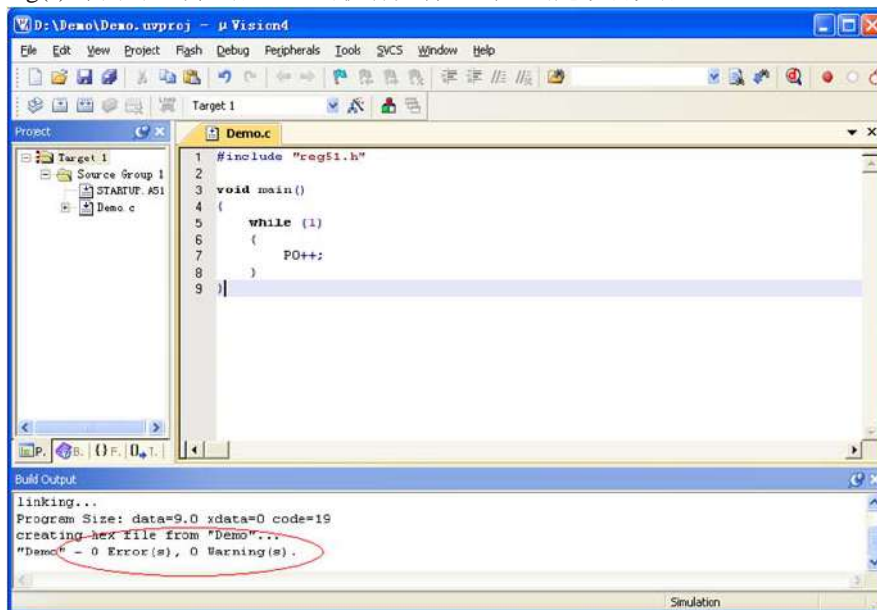 D:\Demo\Demo.uvproj - µVision4
File Edit View Project Flash Debug Peripherals Tools SVCS Window Help
Target 1
Project
Demo.c
Target 1
Source Group 1
STARTUP.A51
Demo.c
1 #include "reg51.h"
2
3 void main()
4 {
5 while (1)
6 {
7 P0++;
8 }
9 }
P. B. {} F. 0 T.
Build Output
linking...
Program Size: data=9.0 xdata=0 code=19
creating hex file from "Demo"...
"Demo" - 0 Error(s), 0 Warning(s).
Simulation